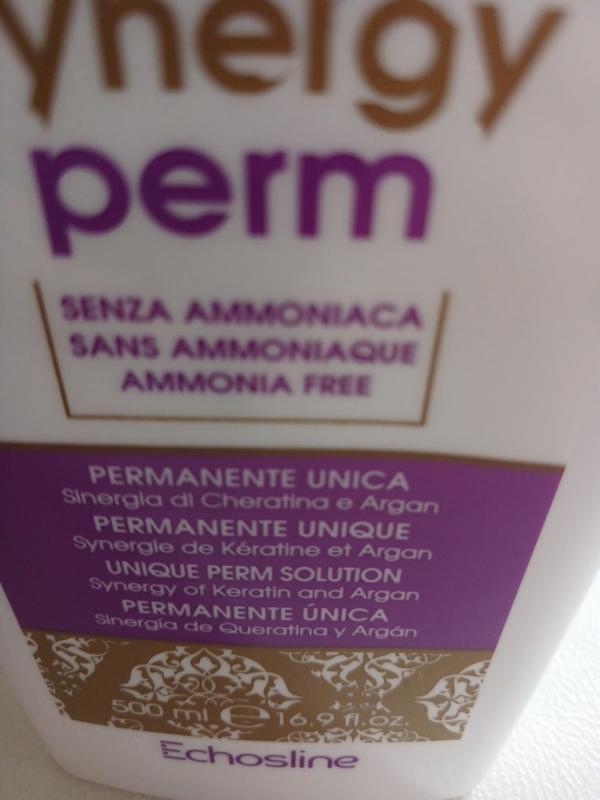 ynergy
perm
SENZA AMMONIACA
SANS AMMONIAQUE
AMMONIA FREE
PERMANENTE UNICA
Sinergia di Cheratina e Argan
PERMANENTE UNIQUE
Synergie de Kératine et Argan
UNIQUE PERM SOLUTION
Synergy of Keratin and Argan
PERMANENTE ÚNICA
Sinergía de Queratina y Argán
500 ml e 16.9 fl.oz.
Echosline